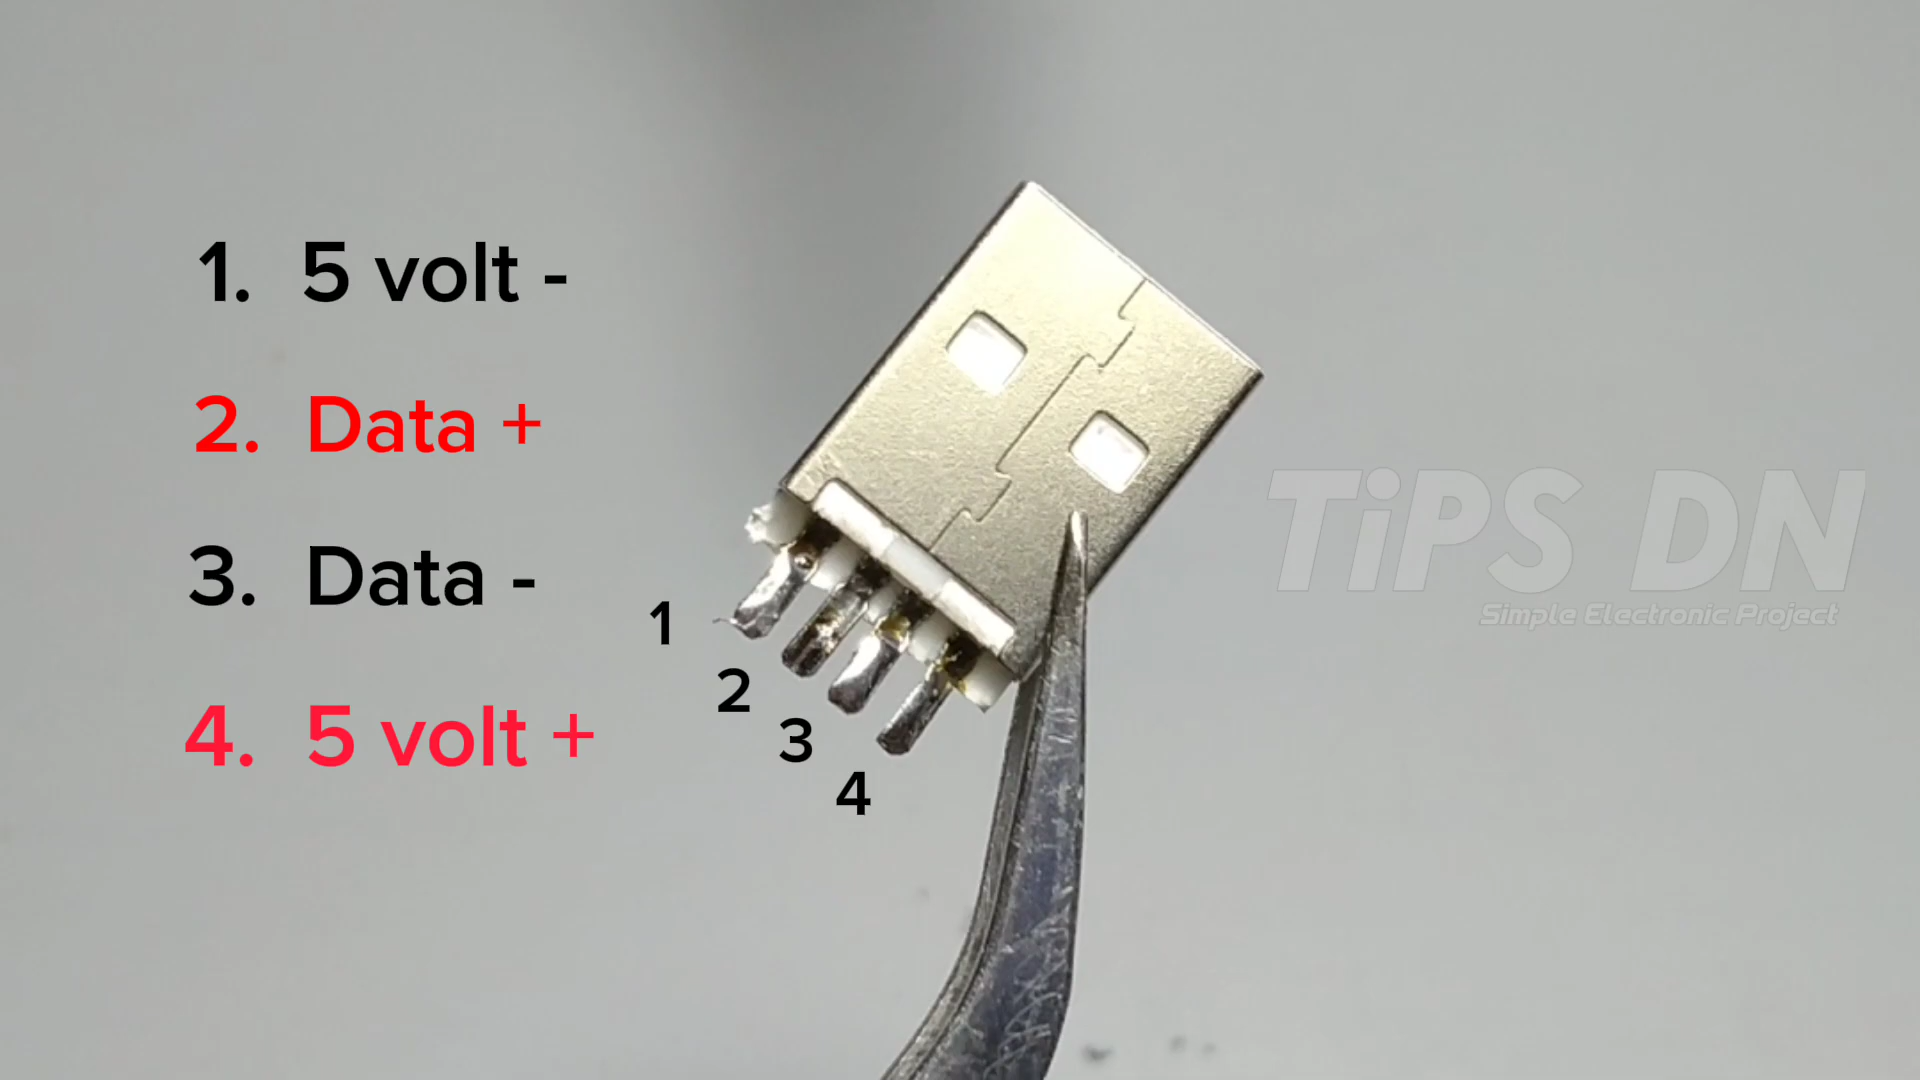 1. 5 volt -
2. Data +
3. Data -
4. 5 volt +
1
2
3
4
TiPS DN
Simple Electronic Project